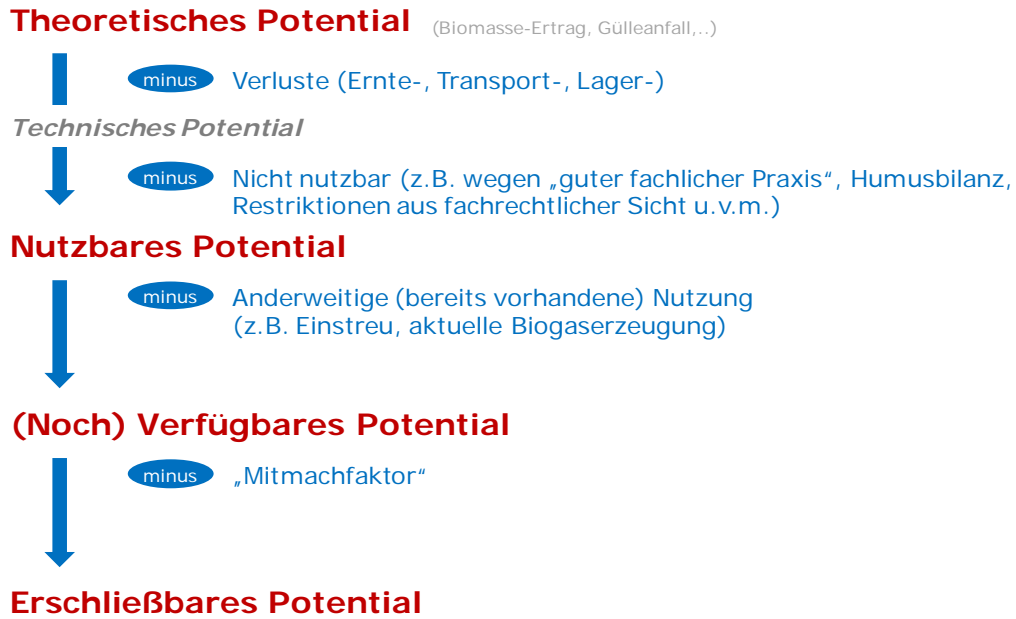 Theoretisches Potential (Biomasse-Ertrag, Gülleanfall,..)
minus Verluste (Ernte-, Transport-, Lager-)
Technisches Potential
minus Nicht nutzbar (z.B. wegen „guter fachlicher Praxis“, Humusbilanz,
Restriktionen aus fachrechtlicher Sicht u.v.m.)
Nutzbares Potential
minus Anderweitige (bereits vorhandene) Nutzung
(z.B. Einstreu, aktuelle Biogaserzeugung)
(Noch) Verfügbares Potential
minus „Mitmachfaktor“
Erschließbares Potential